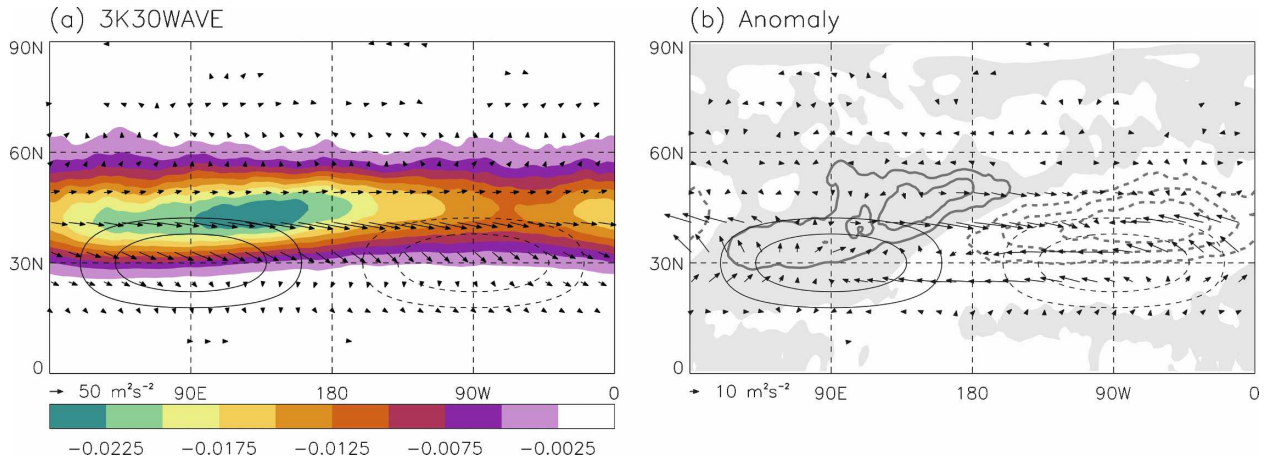 (a) 3K30WAVE
(b) Anomaly
90N
60N
30N
0
90N
60N
30N
0
50 m²s⁻²
90E
180
90W
0
10 m²s⁻²
90E
180
90W
0
-0.0225
-0.0175
-0.0125
-0.0075
-0.0025